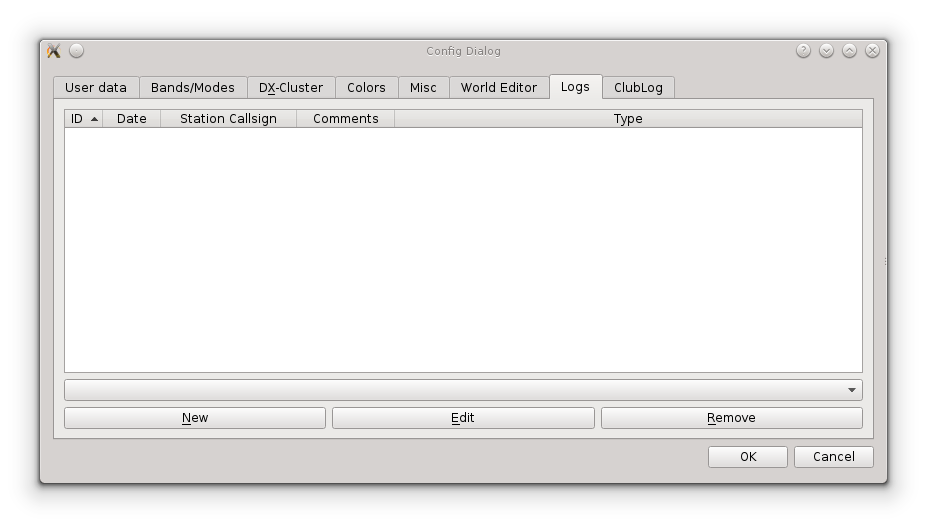 Config Dialog
User data Bands/Modes DX-Cluster Colors Misc World Editor Logs ClubLog
ID Date Station Callsign Comments Type
New Edit Remove
OK Cancel